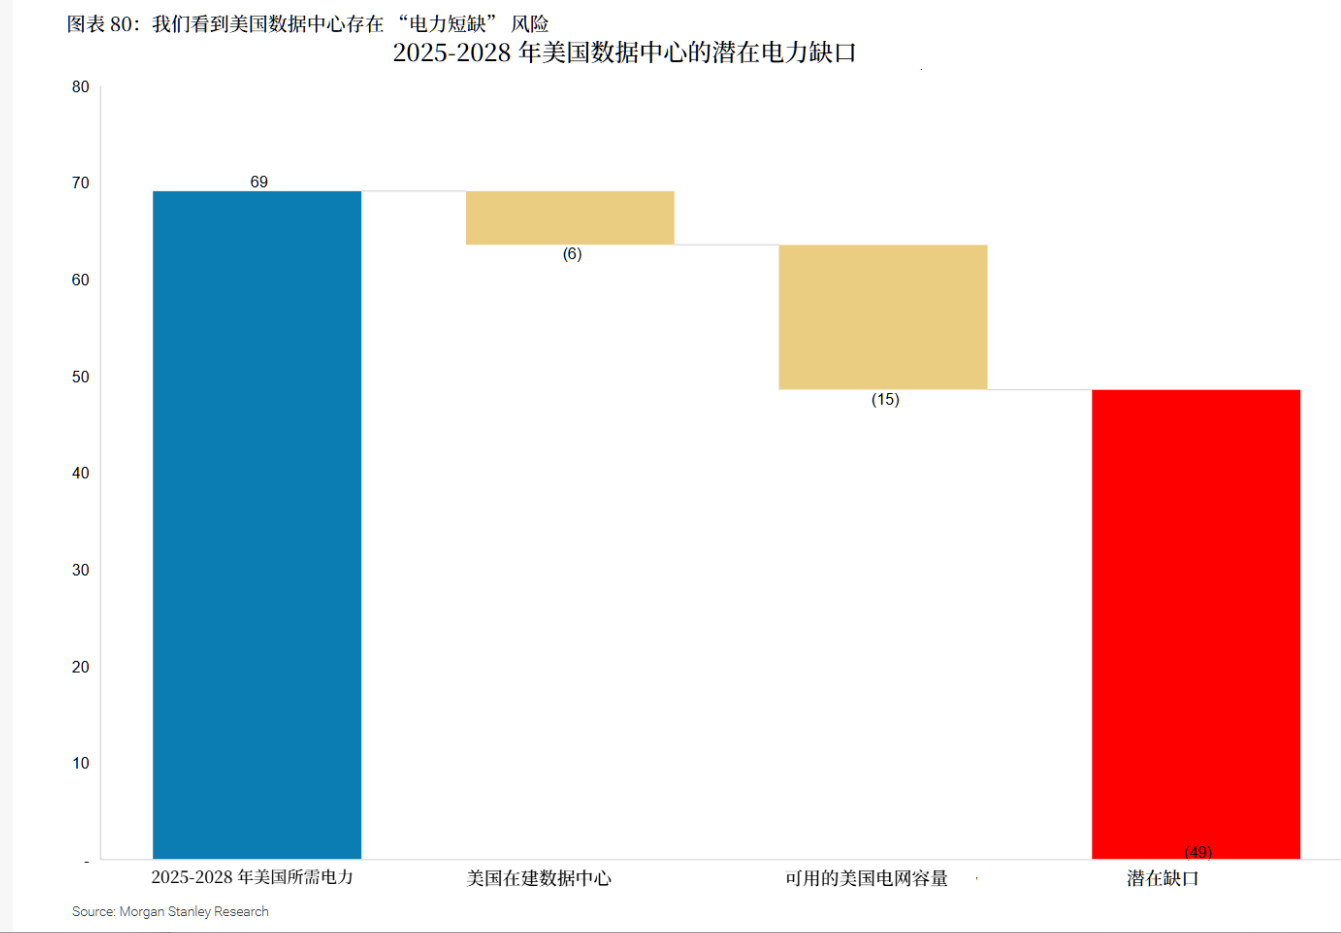 图表 80：我们看到美国数据中心存在 “电力短缺” 风险
2025-2028 年美国数据中心的潜在电力缺口
80
70
60
50
40
30
20
10
-
69
(6)
(15)
(49)
2025-2028 年美国所需电力
美国在建数据中心
可用的美国电网容量
潜在缺口
Source: Morgan Stanley Research